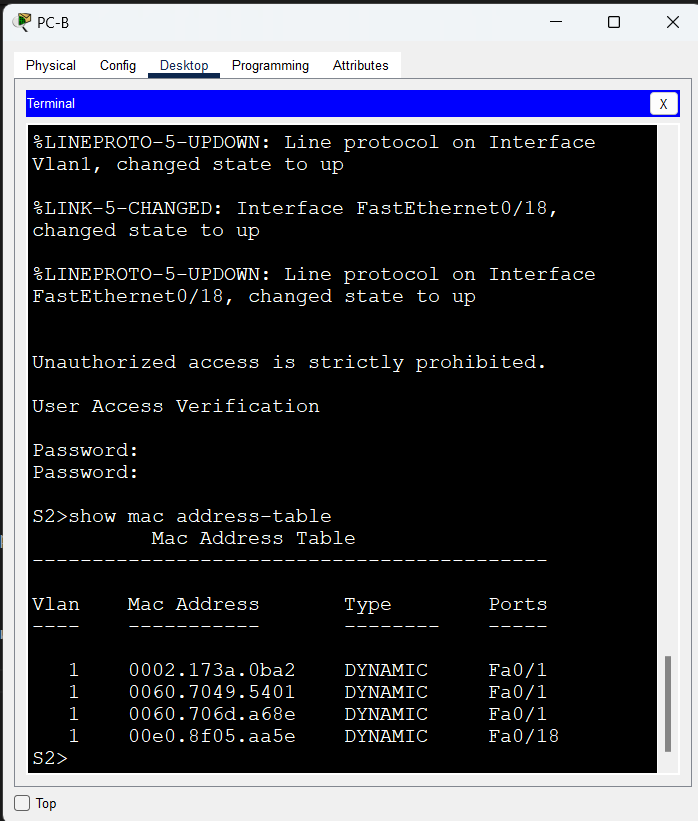 PC-B
Physical Config Desktop Programming Attributes
Terminal X
%LINEPROTO-5-UPDOWN: Line protocol on Interface
Vlan1, changed state to up
%LINK-5-CHANGED: Interface FastEthernet0/18,
changed state to up
%LINEPROTO-5-UPDOWN: Line protocol on Interface
FastEthernet0/18, changed state to up
Unauthorized access is strictly prohibited.
User Access Verification
Password:
Password:
S2>show mac address-table
Mac Address Table
-------------------------------------------
Vlan Mac Address Type Ports
---- ----------- -------- -----
1 0002.173a.0ba2 DYNAMIC Fa0/1
1 0060.7049.5401 DYNAMIC Fa0/1
1 0060.706d.a68e DYNAMIC Fa0/1
1 00e0.8f05.aa5e DYNAMIC Fa0/18
S2>
Top